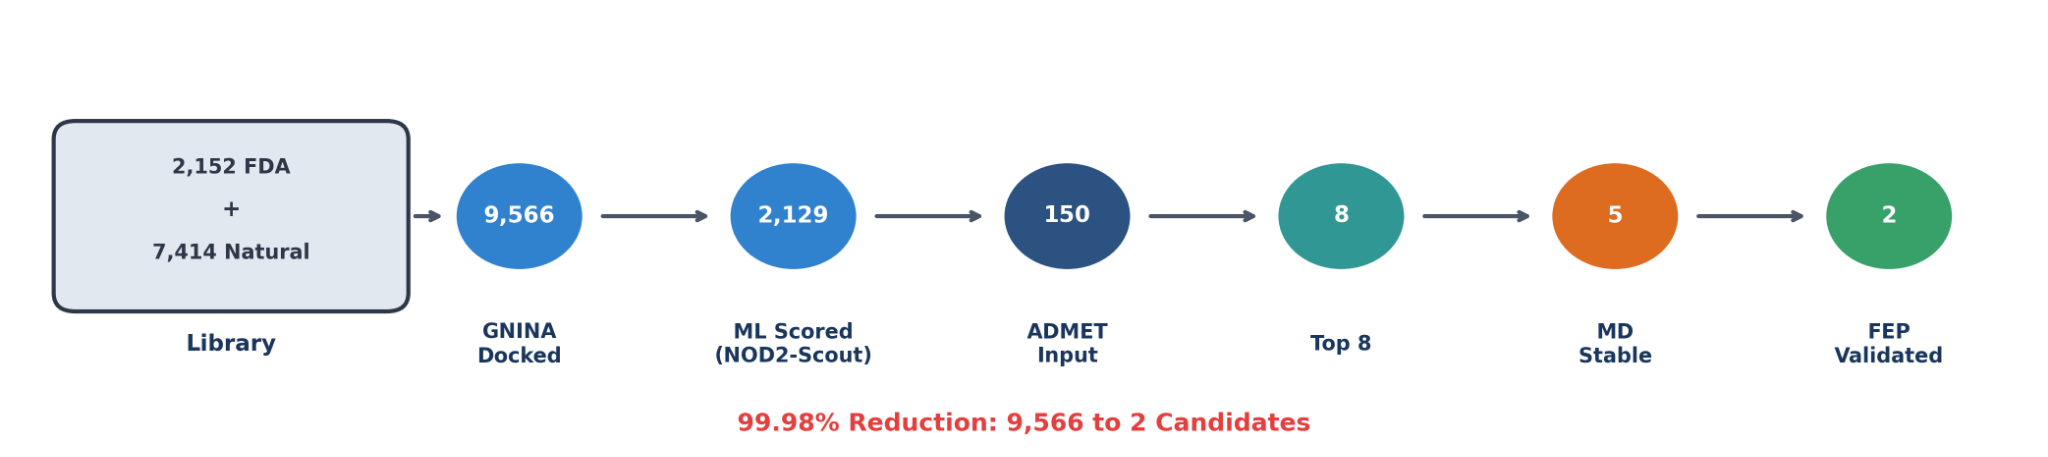 2,152 FDA
+
7,414 Natural
Library
9,566
GNINA
Docked
2,129
ML Scored
(NOD2-Scout)
150
ADMET
Input
8
Top 8
5
MD
Stable
2
FEP
Validated
99.98% Reduction: 9,566 to 2 Candidates